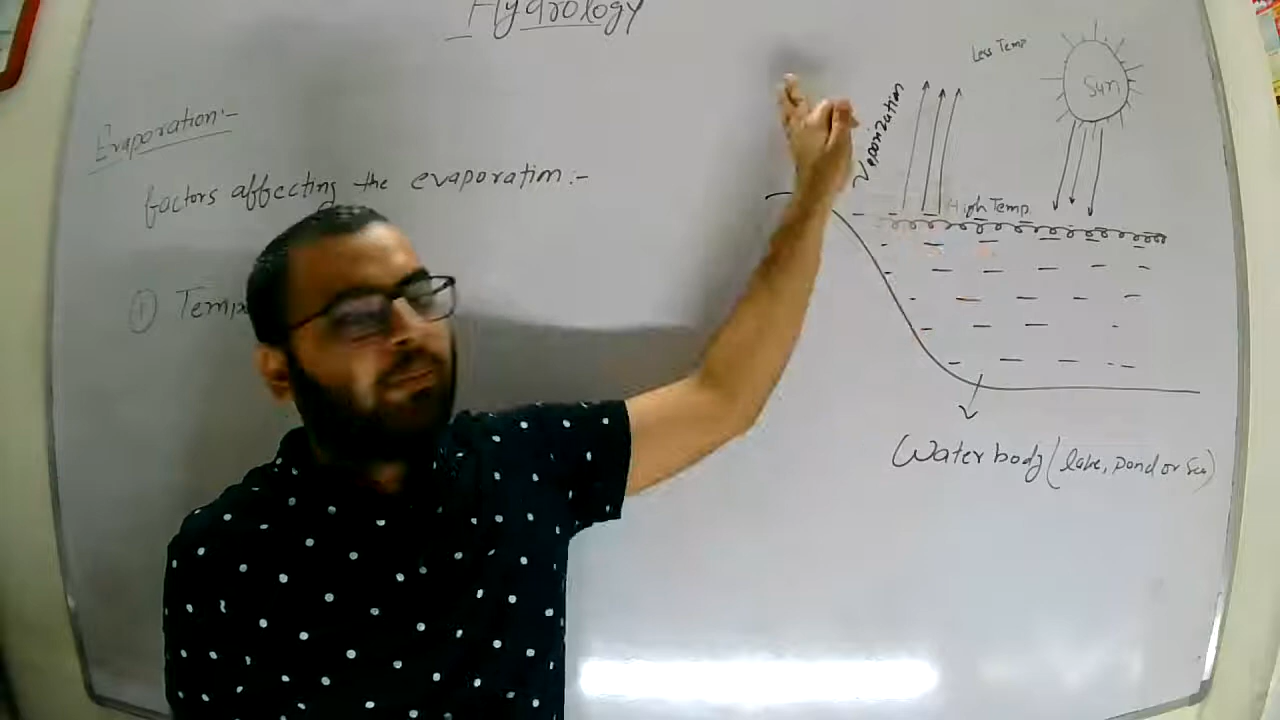 Hydrology
Evaporation:-
factors affecting the evaporation:-
① Temp
Less Temp
Sun
Vaporization
High Temp.
Water body (lake, pond or Sea)